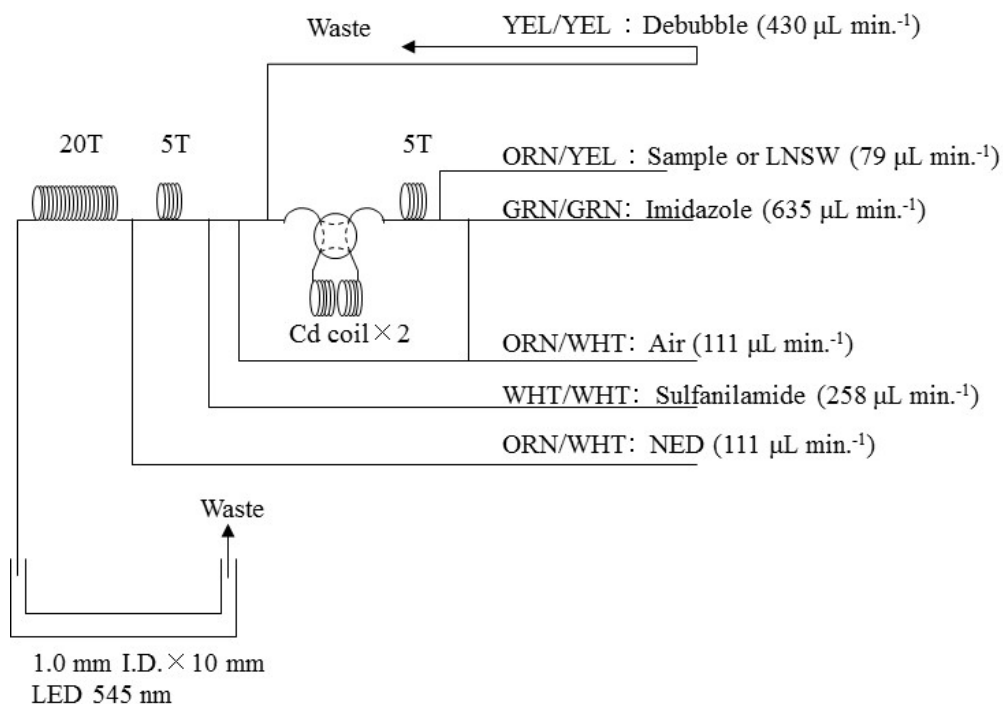 Waste
YEL/YEL : Debubble (430 μL min.-1)
20T
5T
5T
ORN/YEL : Sample or LNSW (79 μL min.-1)
GRN/GRN: Imidazole (635 μL min.-1)
Cd coil×2
ORN/WHT: Air (111 μL min.-1)
WHT/WHT: Sulfanilamide (258 μL min.-1)
ORN/WHT: NED (111 μL min.-1)
Waste
1.0 mm I.D.×10 mm
LED 545 nm